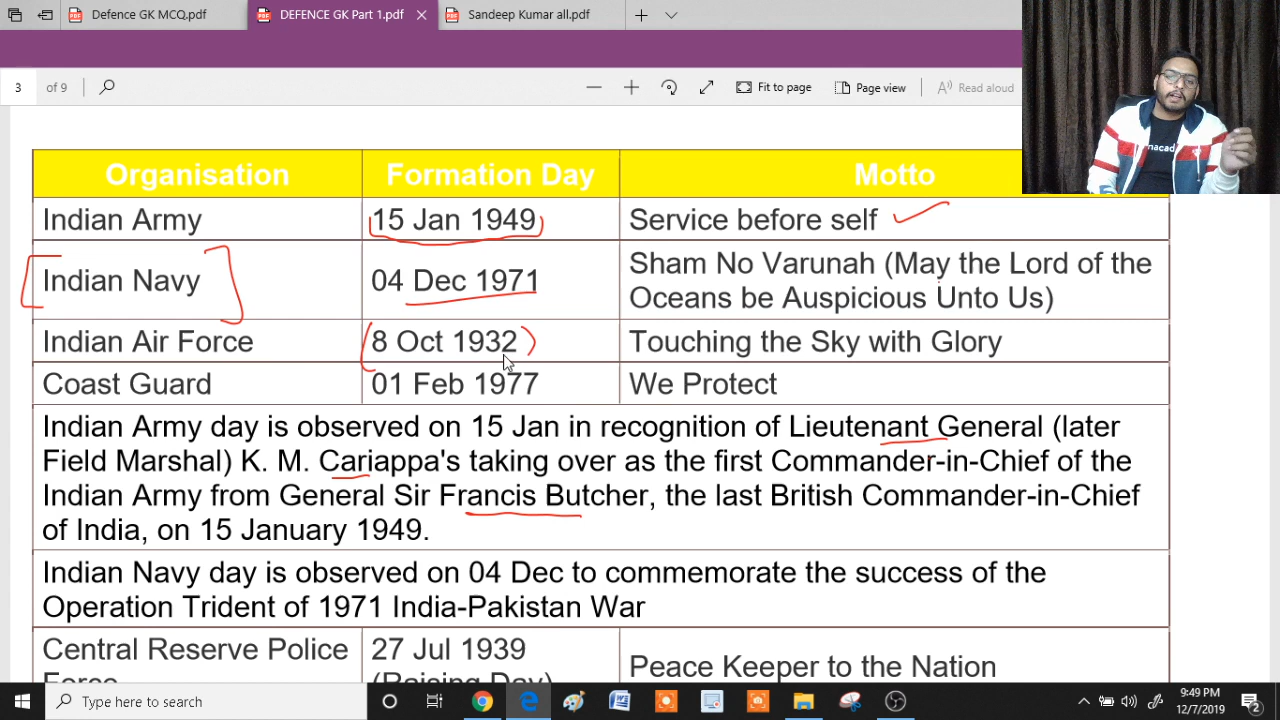 Defence GK MCQ.pdf
DEFENCE GK Part 1.pdf
Sandeep Kumar all.pdf
3 of 9
Fit to page
Page view
Read aloud
nacad
Organisation Formation Day Motto
Indian Army 15 Jan 1949 Service before self
Indian Navy 04 Dec 1971 Sham No Varunah (May the Lord of the
Oceans be Auspicious Unto Us)
Indian Air Force 8 Oct 1932 Touching the Sky with Glory
Coast Guard 01 Feb 1977 We Protect
Indian Army day is observed on 15 Jan in recognition of Lieutenant General (later
Field Marshal) K. M. Cariappa's taking over as the first Commander-in-Chief of the
Indian Army from General Sir Francis Butcher, the last British Commander-in-Chief
of India, on 15 January 1949.
Indian Navy day is observed on 04 Dec to commemorate the success of the
Operation Trident of 1971 India-Pakistan War
Central Reserve Police 27 Jul 1939
Force (Raising Day) Peace Keeper to the Nation
Type here to search
9:49 PM
12/7/2019
2